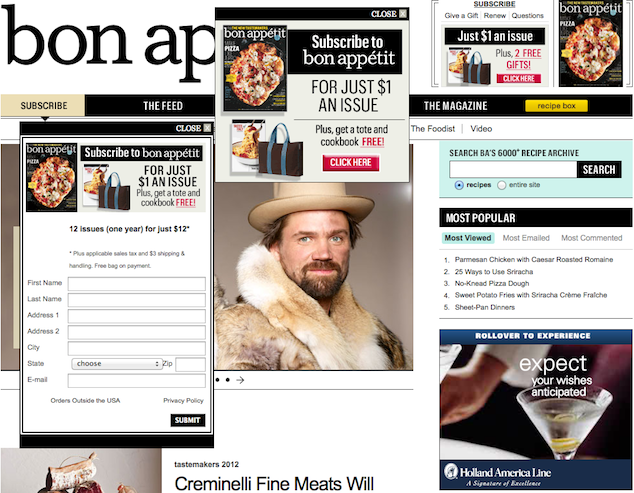 bon ap
CLOSE X
bon appétit
PIZZA
Subscribe to
bon appétit
FOR JUST $1
AN ISSUE
Plus, get a tote and
cookbook FREE!
CLICK HERE
SUBSCRIBE
Give a Gift | Renew | Questions
Just $1 an issue
Plus, 2 FREE
GIFTS!
CLICK HERE
bon appétit
PIZZA
SUBSCRIBE
THE FEED
THE MAGAZINE
recipe box
The Foodist | Video
CLOSE X
bon appétit
Subscribe to bon appétit
FOR JUST
$1 AN ISSUE
Plus, get a tote and
cookbook FREE!
12 issues (one year) for just $12*
* Plus applicable sales tax and $3 shipping &
handling. Free bag on payment.
First Name
Last Name
Address 1
Address 2
City
State choose Zip
E-mail
Orders Outside the USA Privacy Policy
SUBMIT
SEARCH BA'S 6000+ RECIPE ARCHIVE
SEARCH
recipes entire site
MOST POPULAR
Most Viewed Most Emailed Most Commented
1. Parmesan Chicken with Caesar Roasted Romaine
2. 25 Ways to Use Sriracha
3. No-Knead Pizza Dough
4. Sweet Potato Fries with Sriracha Crème Fraîche
5. Sheet-Pan Dinners
ROLLOVER TO EXPERIENCE
expect
your wishes
anticipated
Holland America Line
A Signature of Excellence
tastemakers 2012
Creminelli Fine Meats Will